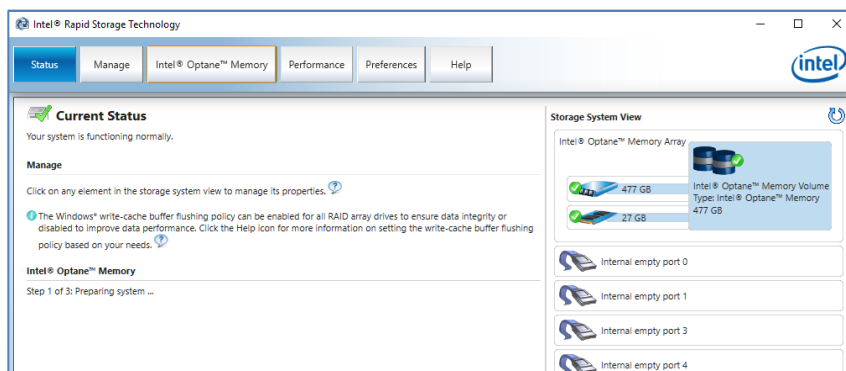 Intel® Rapid Storage Technology
Status
Manage
Intel® Optane™ Memory
Performance
Preferences
Help
intel
Current Status
Your system is functioning normally.
Manage
Click on any element in the storage system view to manage its properties.
The Windows* write-cache buffer flushing policy can be enabled for all RAID array drives to ensure data integrity or
disabled to improve data performance. Click the Help icon for more information on setting the write-cache buffer flushing
policy based on your needs.
Intel® Optane™ Memory
Step 1 of 3: Preparing system ...
Storage System View
Intel® Optane™ Memory Array
477 GB
27 GB
Intel® Optane™ Memory Volume
Type: Intel® Optane™ Memory
477 GB
Internal empty port 0
Internal empty port 1
Internal empty port 3
Internal empty port 4